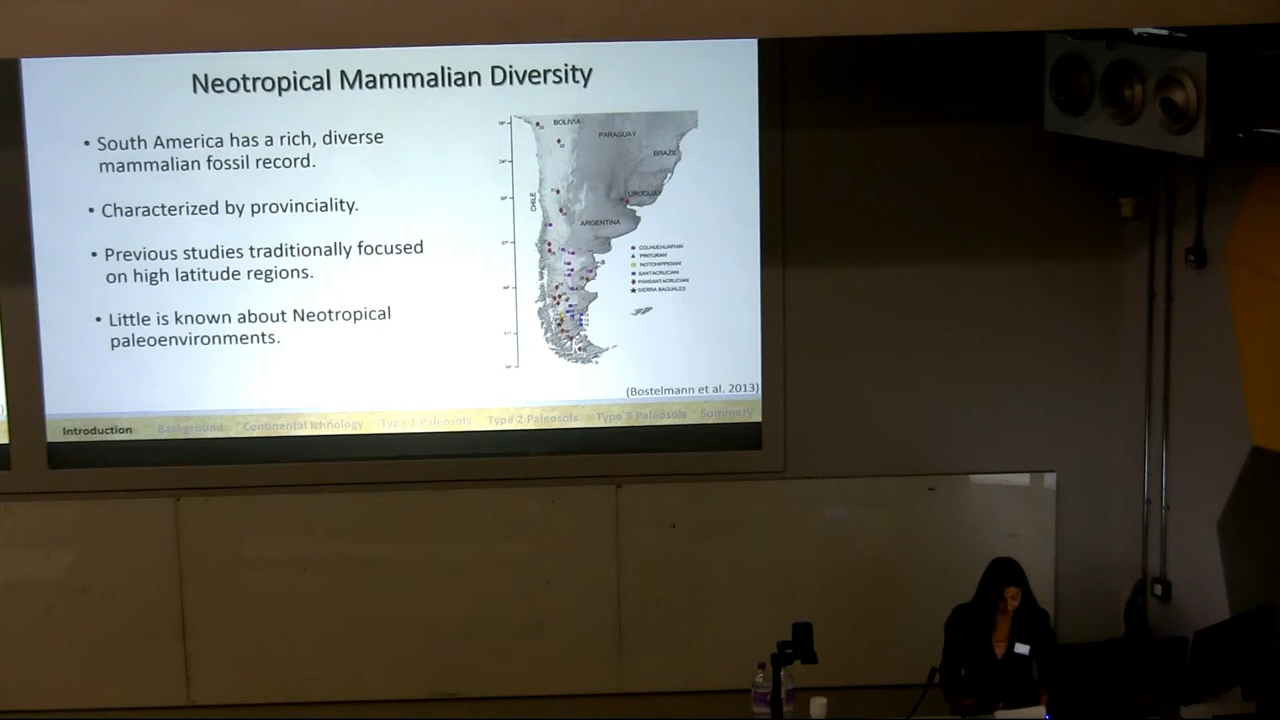 Neotropical Mammalian Diversity
• South America has a rich, diverse
mammalian fossil record.
• Characterized by provinciality.
• Previous studies traditionally focused
on high latitude regions.
• Little is known about Neotropical
paleoenvironments.
BOLIVIA
PARAGUAY
BRAZIL
CHILE
URUGUAY
ARGENTINA
COLHUEHUAPIAN
'PINTURAN'
'NOTOHIPPIDIAN'
SANTACRUCIAN
PANSANTACRUCIAN
SIERRA BAGUALES
(Bostelmann et al. 2013)
Introduction Background Continental Ichnology Type 1 Paleosols Type 2 Paleosols Type 3 Paleosols Summary